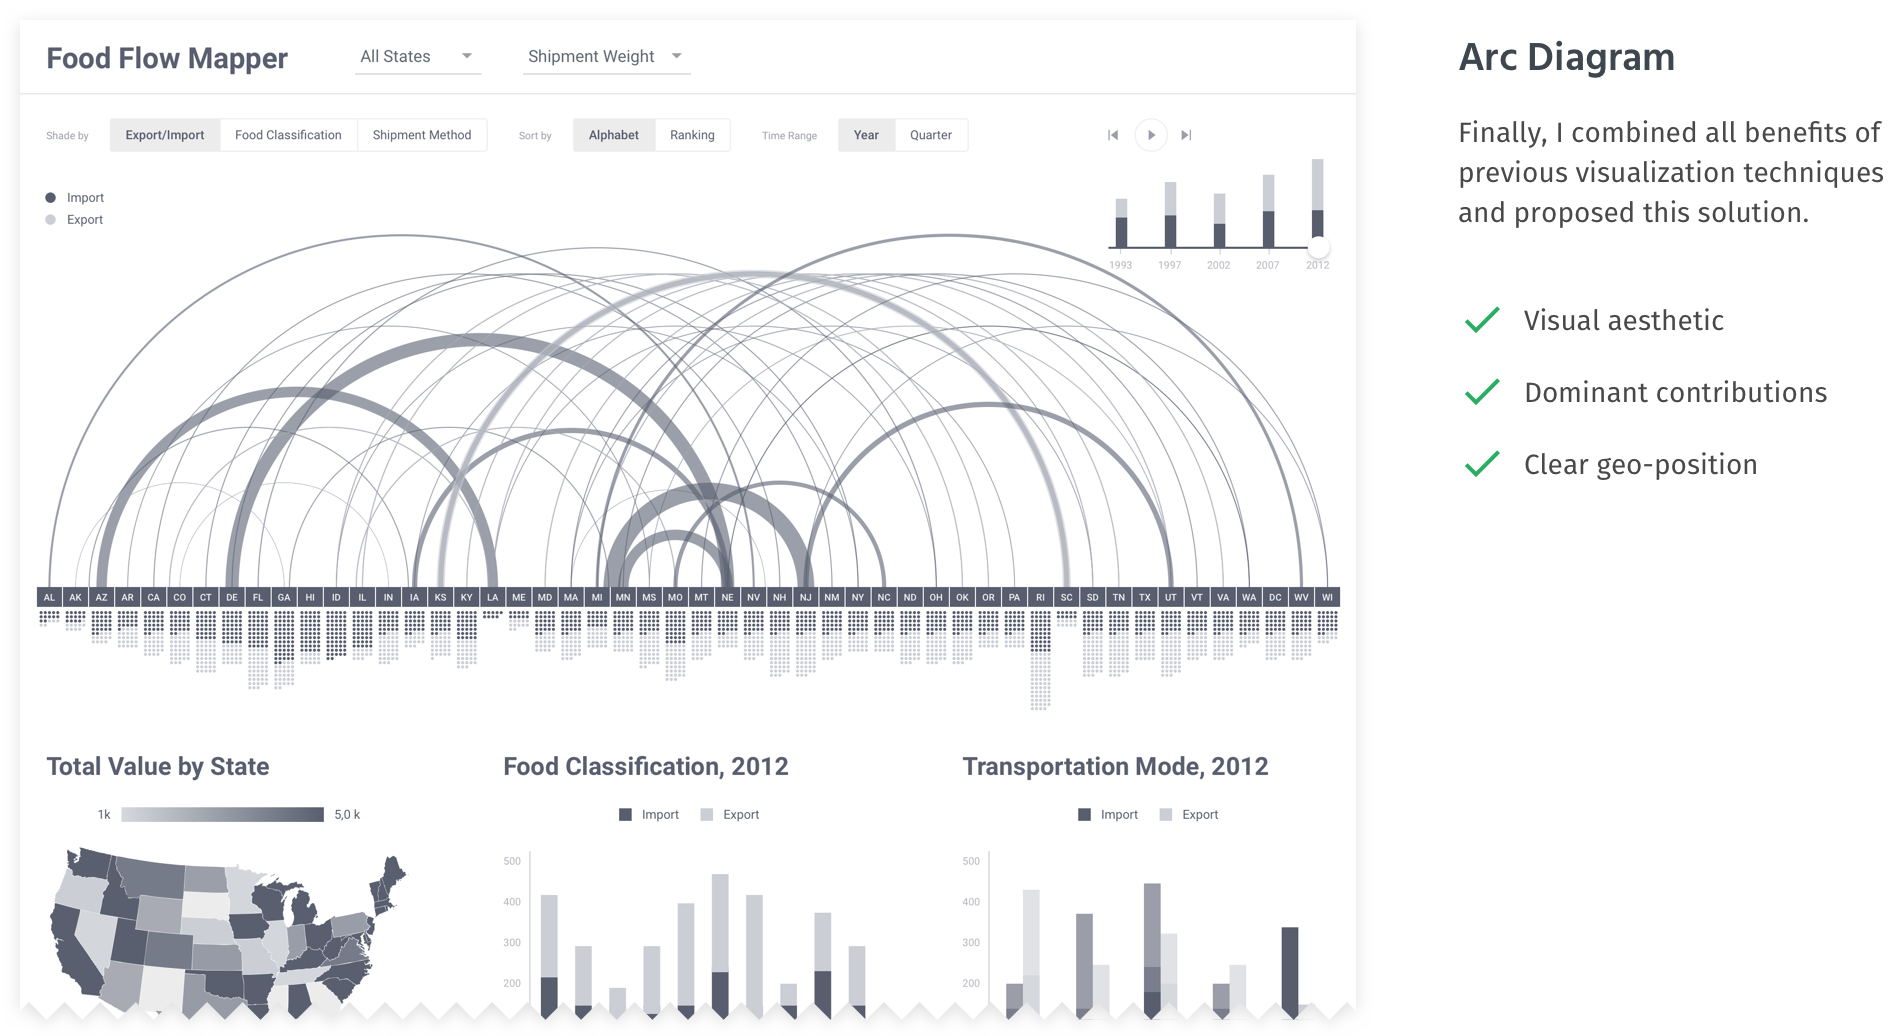 Food Flow Mapper
All States
Shipment Weight
Shade by
Export/Import
Food Classification
Shipment Method
Sort by
Alphabet
Ranking
Time Range
Year
Quarter
Import
Export
1993 1997 2002 2007 2012
AL AK AZ AR CA CO CT DE FL GA HI ID IL IN IA KS KY LA ME MD MA MI MN MS MO MT NE NV NH NJ NM NY NC ND OH OK OR PA RI SC SD TN TX UT VT VA WA DC WV WI
Total Value by State
1k
5,0 k
Food Classification, 2012
Import
Export
500
400
300
200
Transportation Mode, 2012
Import
Export
500
400
300
200
Arc Diagram
Finally, I combined all benefits of
previous visualization techniques
and proposed this solution.
Visual aesthetic
Dominant contributions
Clear geo-position